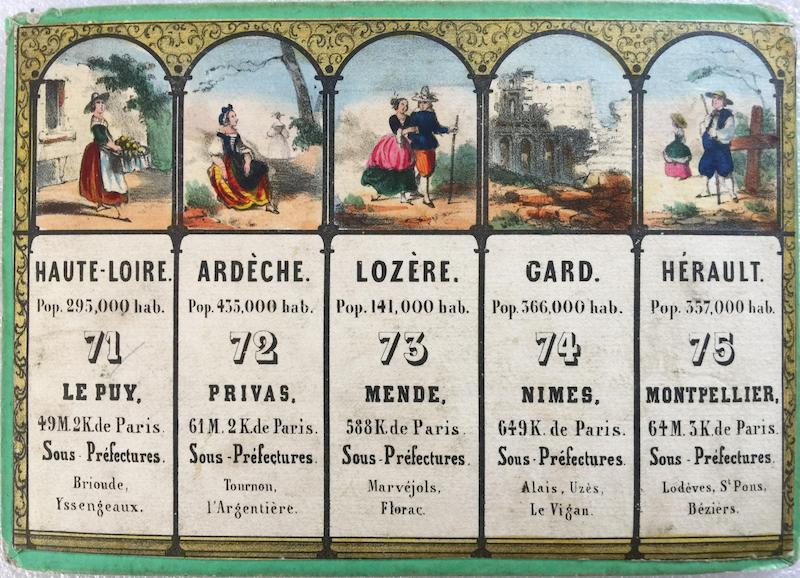 HAUTE-LOIRE.
Pop. 295,000 hab.
71
LE PUY,
49M.2K.de Paris.
Sous-Préfectures.
Brioude,
Yssengeaux.
ARDÈCHE.
Pop. 435,000 hab.
72
PRIVAS,
61M.2K.de Paris.
Sous-Préfectures.
Tournon,
l'Argentière.
LOZÈRE.
Pop. 141,000 hab.
73
MENDE,
588K.de Paris.
Sous-Préfectures.
Marvéjols,
Florac.
GARD.
Pop. 366,000 hab.
74
NIMES,
649K. de Paris.
Sous-Préfectures.
Alais, Uzès,
Le Vigan.
HÉRAULT.
Pop. 357,000 hab.
75
MONTPELLIER,
64M. 3K.de Paris.
Sous-Préfectures.
Lodèves, St Pons,
Béziers.